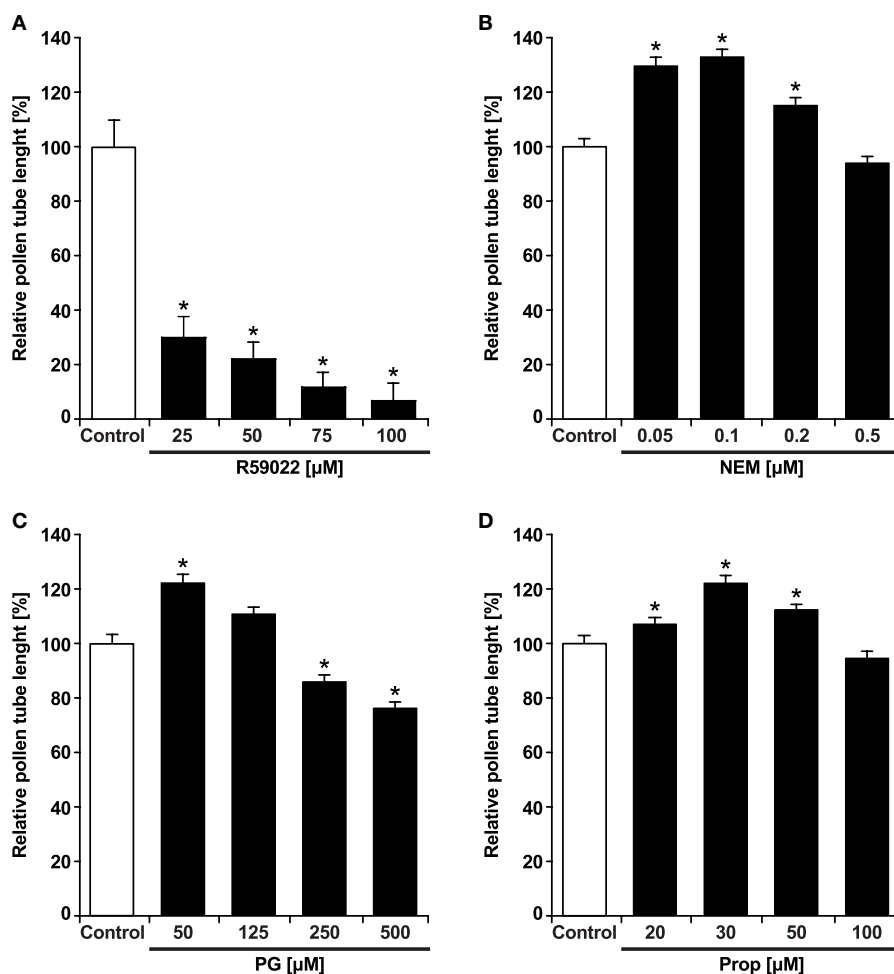 A
Relative pollen tube lenght [%]
140
120
100
80
60
40
20
0
*
*
*
*
Control 25 50 75 100
R59022 [µM]
B
Relative pollen tube lenght [%]
140
120
100
80
60
40
20
0
*
*
*
Control 0.05 0.1 0.2 0.5
NEM [µM]
C
Relative pollen tube lenght [%]
140
120
100
80
60
40
20
0
*
*
*
Control 50 125 250 500
PG [µM]
D
Relative pollen tube lenght [%]
140
120
100
80
60
40
20
0
*
*
*
Control 20 30 50 100
Prop [µM]